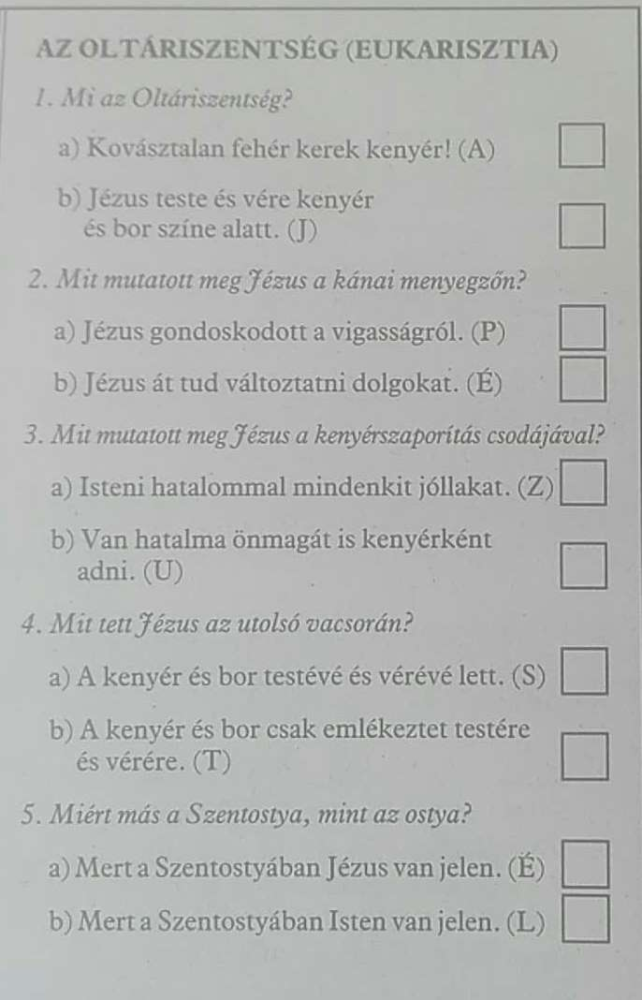 AZ OLTÁRISZENTSÉG (EUKARISZTIA)
1. Mi az Oltáriszentség?
a) Kovásztalan fehér kerek kenyér! (A)
b) Jézus teste és vére kenyér
és bor színe alatt. (J)
2. Mit mutatott meg Jézus a kánai menyegzőn?
a) Jézus gondoskodott a vigasságról. (P)
b) Jézus át tud változtatni dolgokat. (É)
3. Mit mutatott meg Jézus a kenyérszaporítás csodájával?
a) Isteni hatalommal mindenkit jóllakat. (Z)
b) Van hatalma önmagát is kenyérként
adni. (U)
4. Mit tett Jézus az utolsó vacsorán?
a) A kenyér és bor testévé és vérévé lett. (S)
b) A kenyér és bor csak emlékeztet testére
és vérére. (T)
5. Miért más a Szentostya, mint az ostya?
a) Mert a Szentostyában Jézus van jelen. (É)
b) Mert a Szentostyában Isten van jelen. (L)